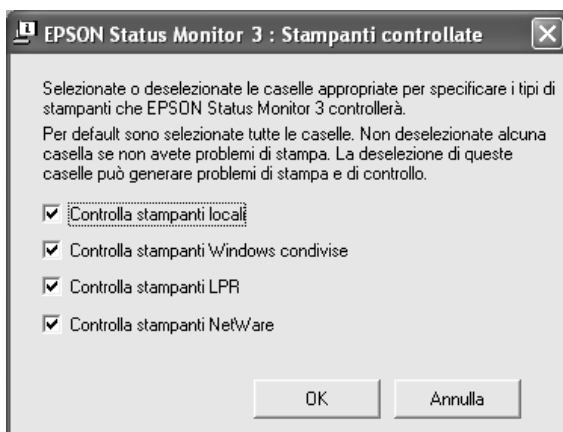 EPSON Status Monitor 3 : Stampanti controllate
Selezionate o deselezionate le caselle appropriate per specificare i tipi di
stampanti che EPSON Status Monitor 3 controllerà.
Per default sono selezionate tutte le caselle. Non deselezionate alcuna
casella se non avete problemi di stampa. La deselezione di queste
caselle può generare problemi di stampa e di controllo.
Controlla stampanti locali
Controlla stampanti Windows condivise
Controlla stampanti LPR
Controlla stampanti NetWare
OK
Annulla